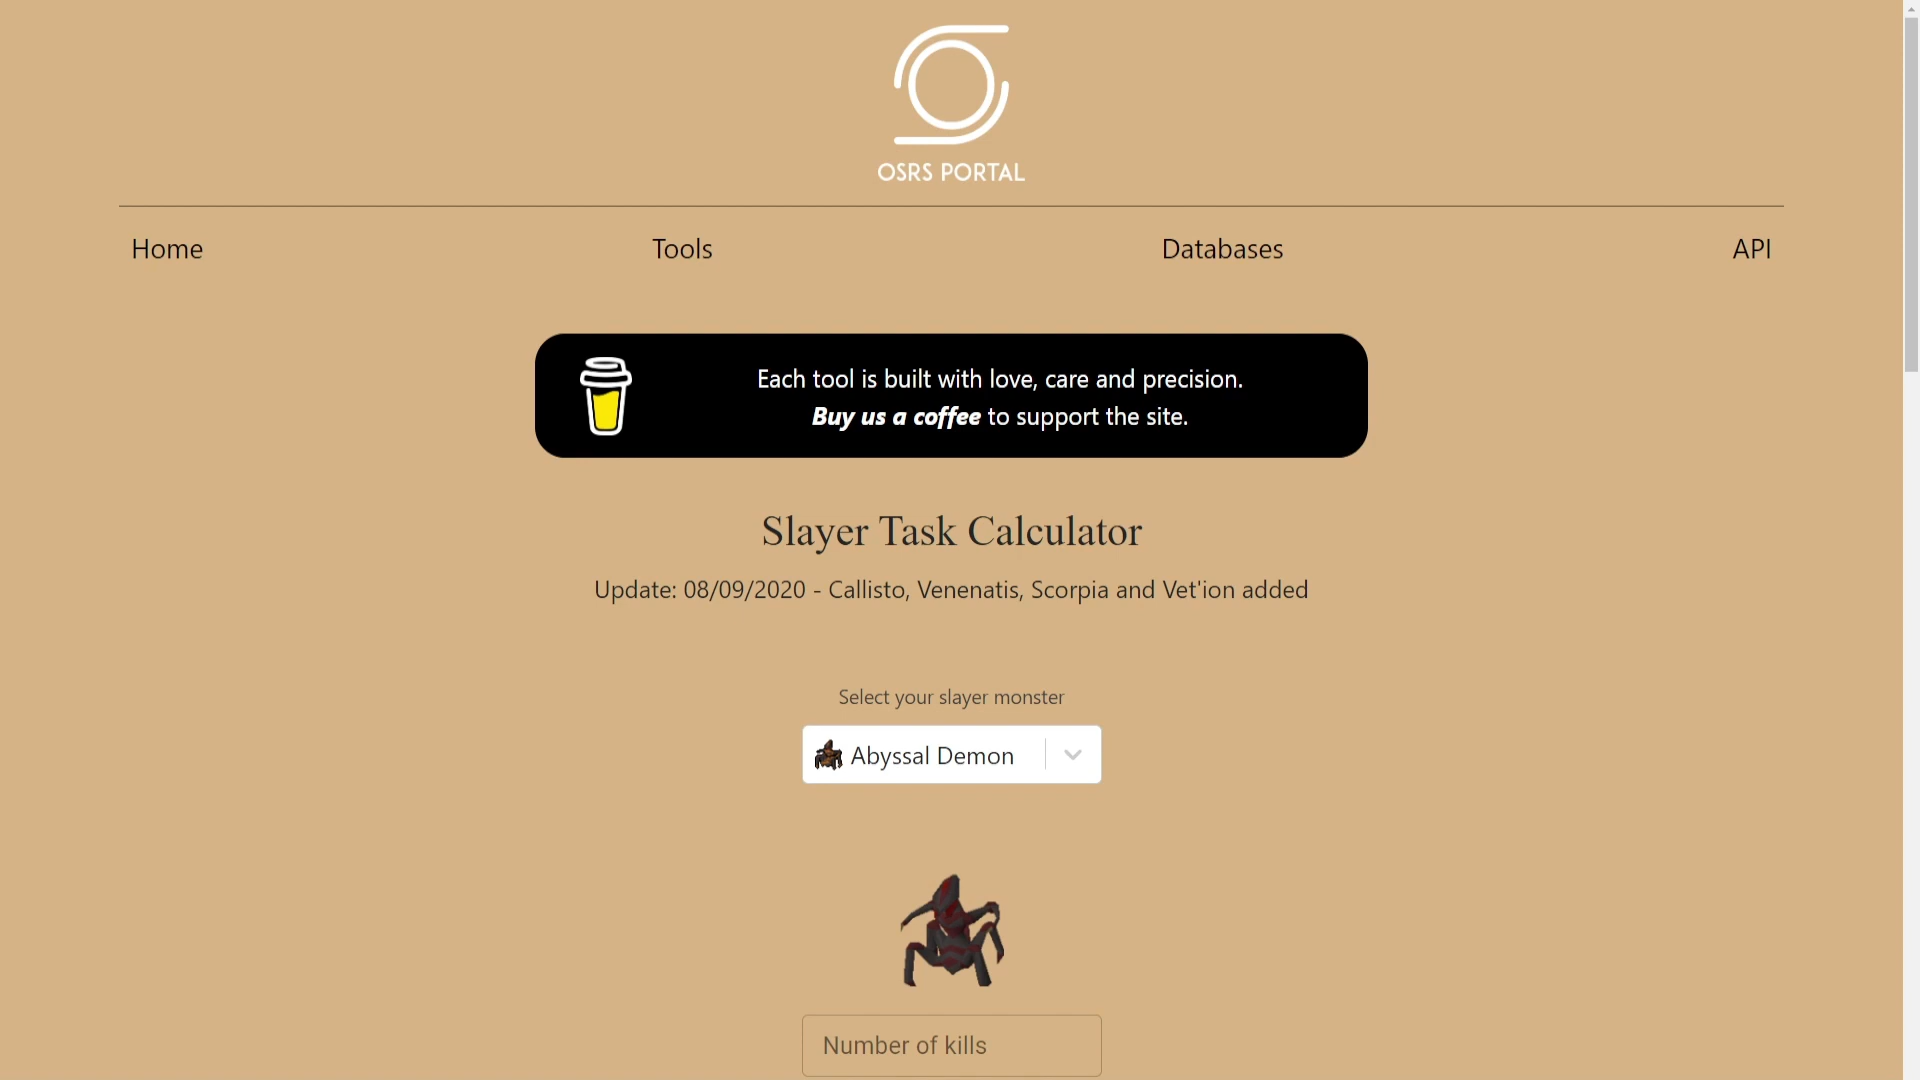 OSRS PORTAL
Home Tools Databases API
Each tool is built with love, care and precision.
Buy us a coffee to support the site.
Slayer Task Calculator
Update: 08/09/2020 - Callisto, Venenatis, Scorpia and Vet'ion added
Select your slayer monster
Abyssal Demon
Number of kills